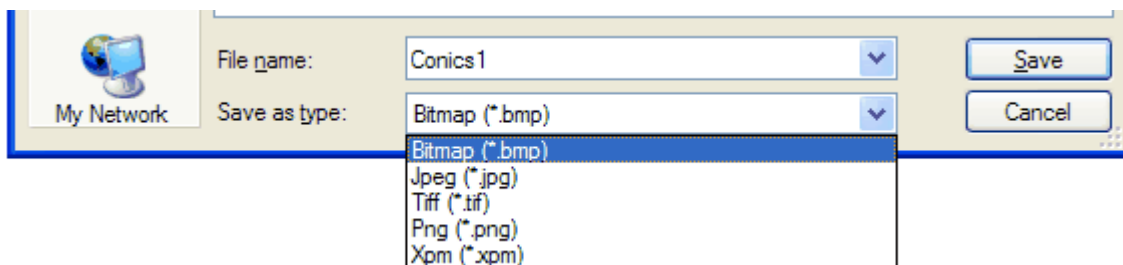 File name: Conics1 Save
My Network Save as type: Bitmap (*.bmp) Cancel
Bitmap (*.bmp)
Jpeg (*.jpg)
Tiff (*.tif)
Png (*.png)
Xpm (*.xpm)